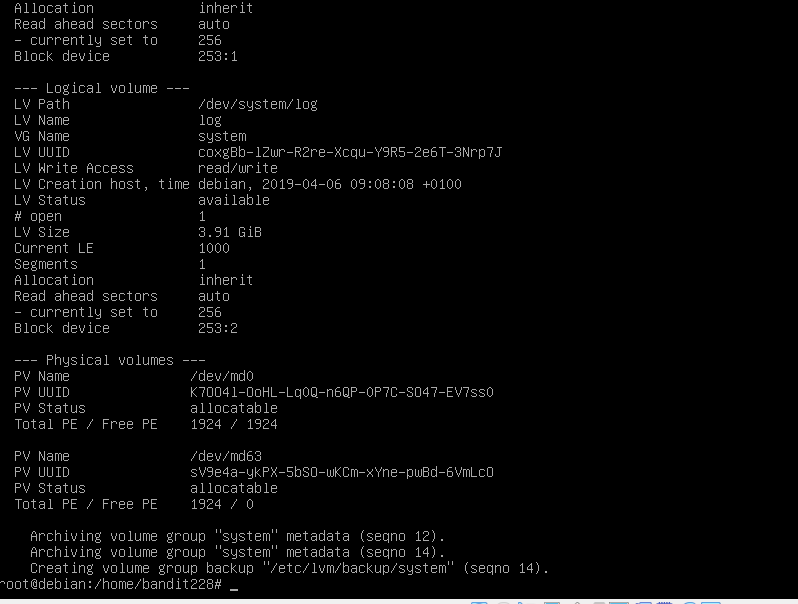 Allocation inherit
Read ahead sectors auto
- currently set to 256
Block device 253:1
--- Logical volume ---
LV Path /dev/system/log
LV Name log
VG Name system
LV UUID coxgBb-lZwr-R2re-Xcqu-Y9R5-2e6T-3Nrp7J
LV Write Access read/write
LV Creation host, time debian, 2019-04-06 09:08:08 +0100
LV Status available
# open 1
LV Size 3.91 GiB
Current LE 1000
Segments 1
Allocation inherit
Read ahead sectors auto
- currently set to 256
Block device 253:2
--- Physical volumes ---
PV Name /dev/md0
PV UUID K7OO4l-OoHL-Lq0Q-n6QP-0P7C-SO47-EV7ss0
PV Status allocatable
Total PE / Free PE 1924 / 1924
PV Name /dev/md63
PV UUID sV9e4a-ykPX-5bSO-wKCm-xYne-pwBd-6VmLcO
PV Status allocatable
Total PE / Free PE 1924 / 0
Archiving volume group "system" metadata (seqno 12).
Archiving volume group "system" metadata (seqno 14).
Creating volume group backup "/etc/lvm/backup/system" (seqno 14).
root@debian:/home/bandit228# _